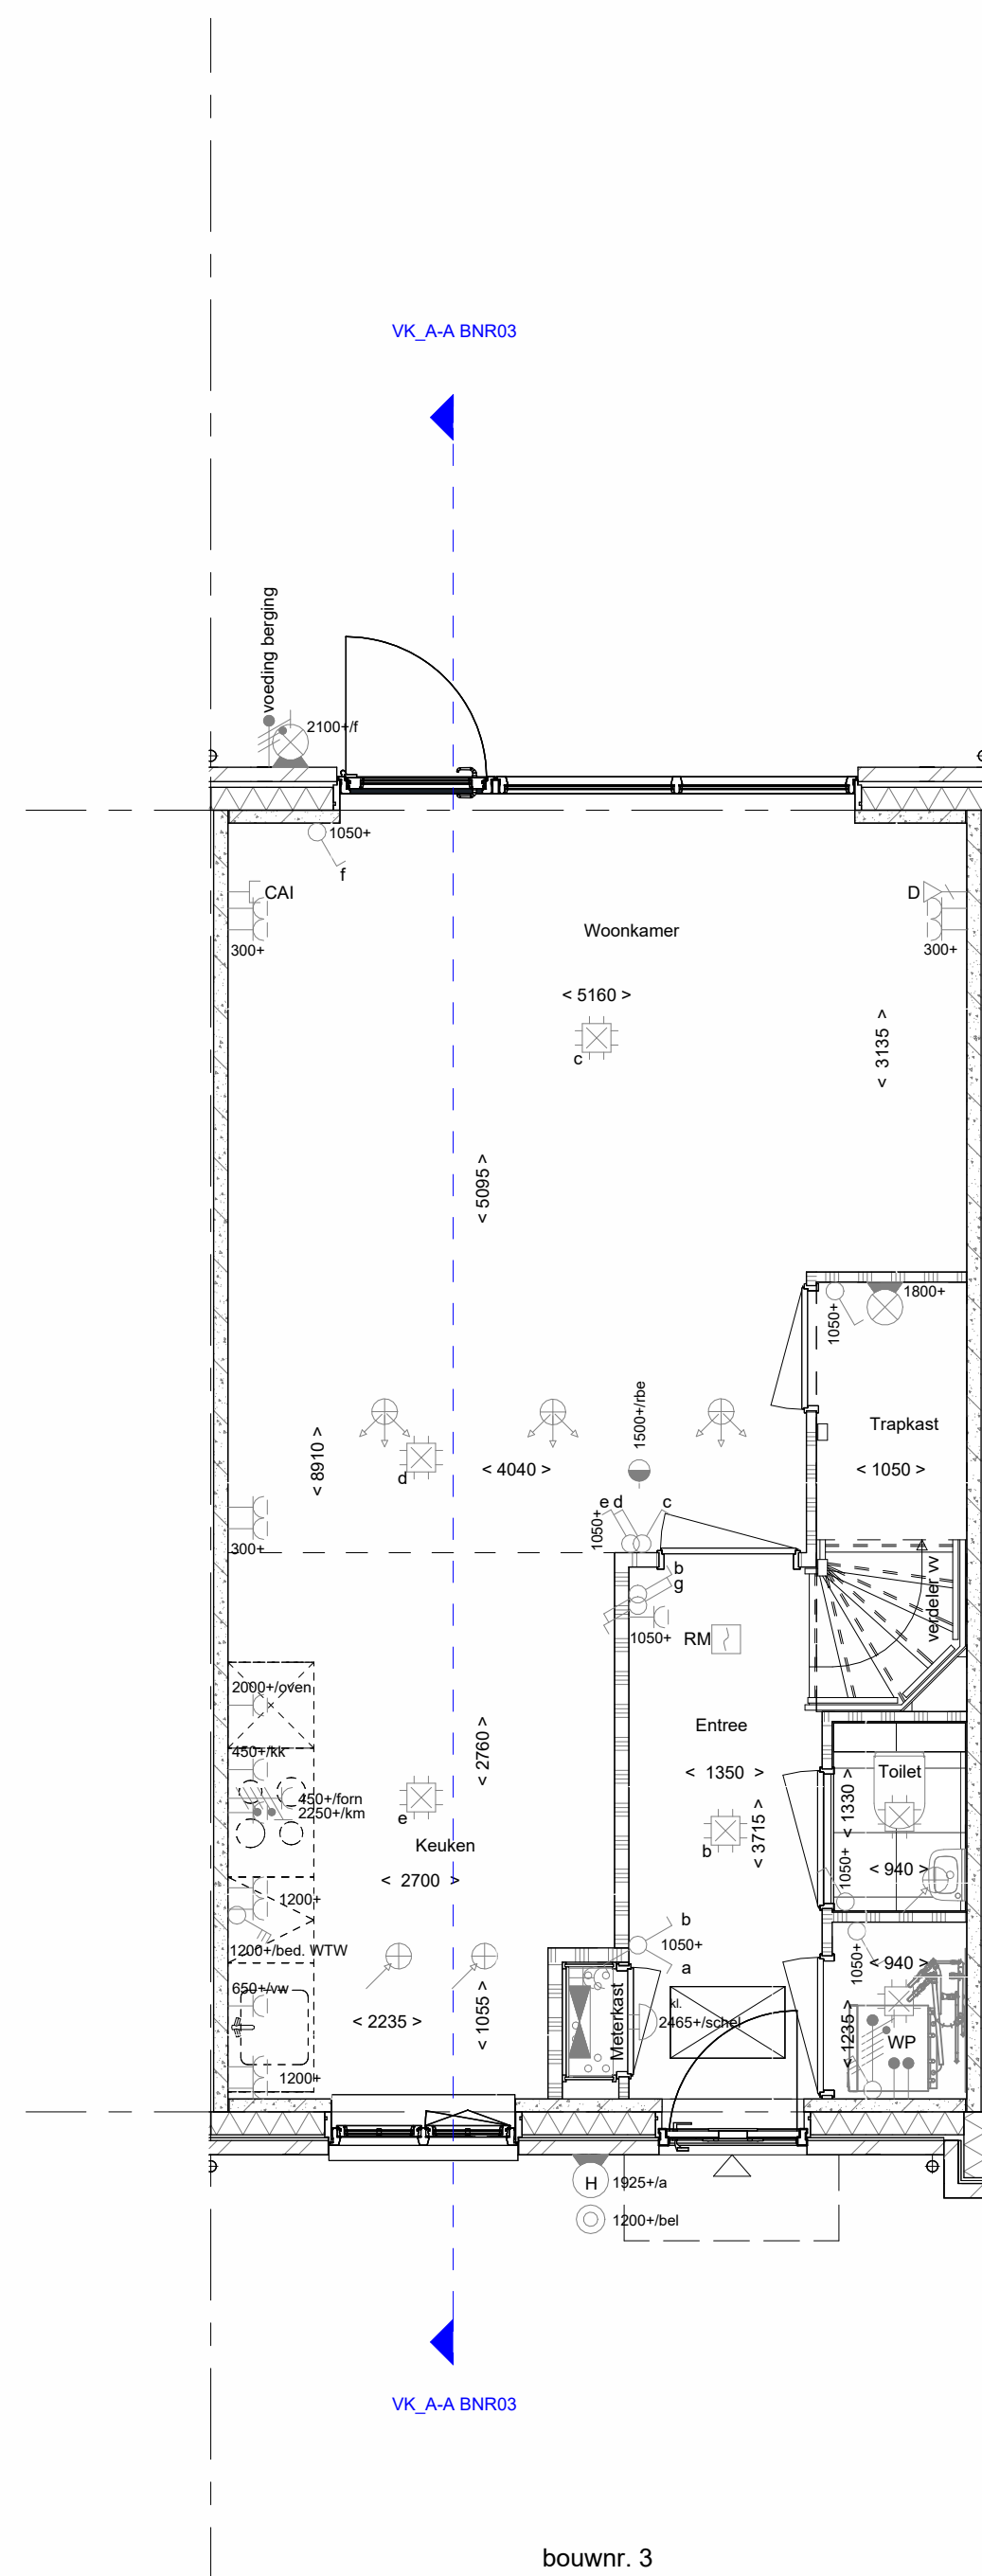 VK_A-A BNR03
voeding berging
2100+/f
1050+
f
CAI
D
300+
300+
Woonkamer
< 5160 >
c
< 3135 >
< 5095 >
1050+
1800+
1500+/rbe
Trapkast
< 8910 >
d
< 4040 >
< 1050 >
e d
c
1050+
300+
b
g
1050+
RM
verdeler vv
2000+/oven
Entree
450+/kk
< 2760 >
< 1350 >
Toilet
450+/forn
2250+/km
e
< 1330 >
Keuken
b
< 3715 >
< 2700 >
1050+
< 940 >
1200+
b
1050+
a
1200+/bed. WTW
1050+
< 940 >
650+/vw
kl.
2465+/schel
< 2235 >
< 1055 >
Meterkast
< 1235 >
WP
1200+
H
1925+/a
1200+/bel
VK_A-A BNR03
bouwnr. 3